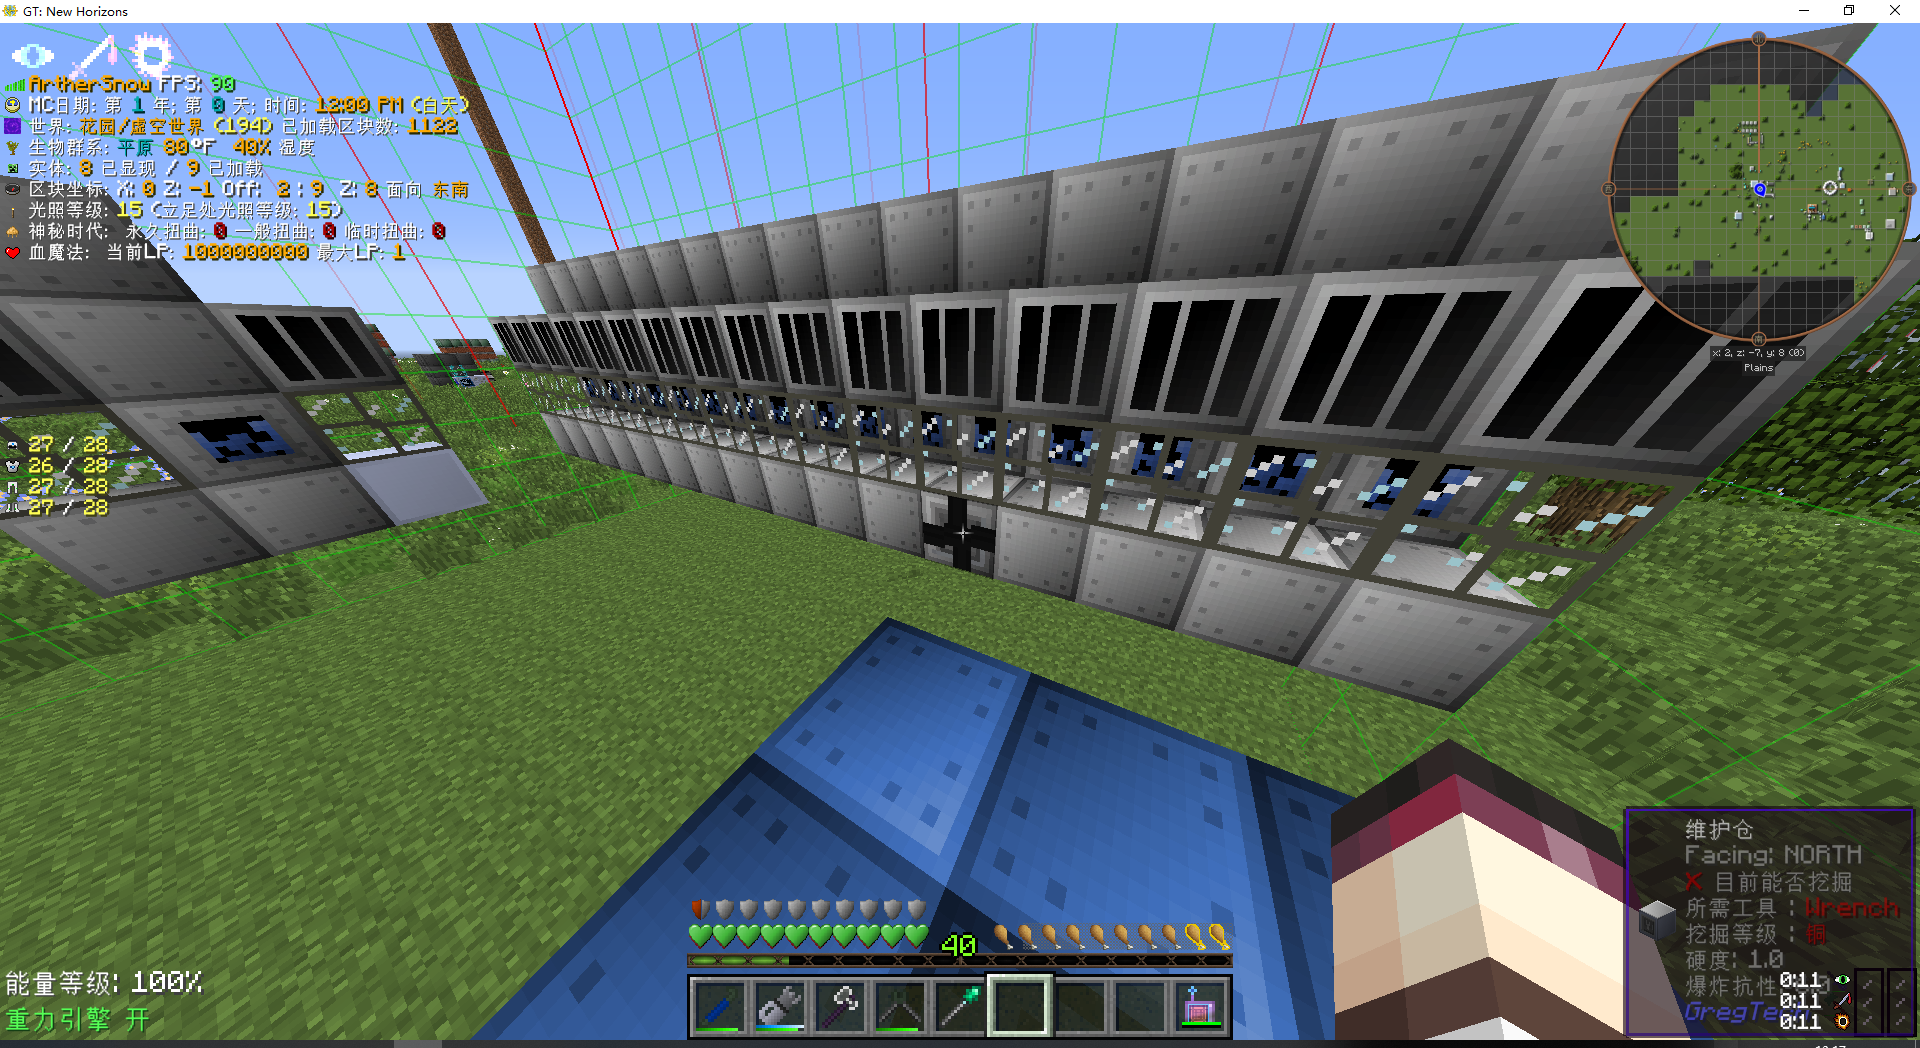 GT: New Horizons
ArtherSnow FPS: 90
MC日期: 第 1 年; 第 0 天; 时间: 12:00 PM (白天)
世界: 花园/虚空世界 (194) 已加载区块数: 1122
生物群系: 平原 80°F 40% 湿度
实体: 8 已显现 / 9 已加载
区块坐标: X: 0 Z: -1 Off: 2 : 9 Z: 8 面向 东南
光照等级: 15 (立足处光照等级: 15)
神秘时代: 永久扭曲: 0 一般扭曲: 0 临时扭曲: 0
血魔法: 当前LP: 1000000000 最大LP: 1
北
西
南
x: 2, z: -7, y: 8 (0)
Plains
27 / 28
26 / 28
27 / 28
27 / 28
维护仓
Facing: NORTH
X 目前能否挖掘
所需工具 : Wrench
挖掘等级 : 铜
硬度: 1.0
爆炸抗性:
GregTech
0:11
0:11
0:11
40
能量等级: 100%
重力引擎 开